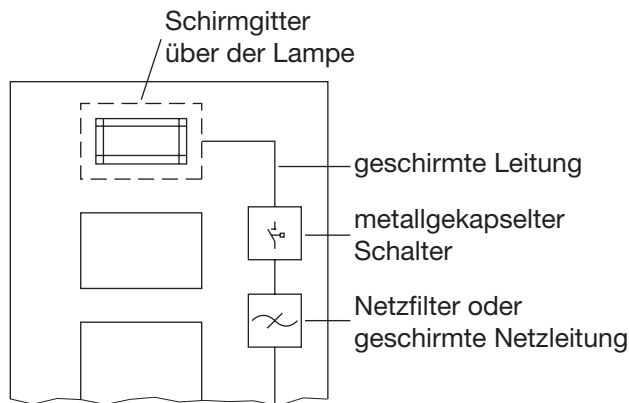 Schirmgitter
über der Lampe
geschirmte Leitung
metallgekapselter
Schalter
Netzfilter oder
geschirmte Netzleitung